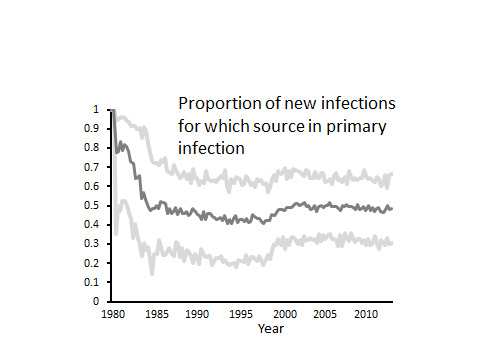 Proportion of new infections
for which source in primary
infection
1
0.9
0.8
0.7
0.6
0.5
0.4
0.3
0.2
0.1
0
1980 1985 1990 1995 2000 2005 2010
Year